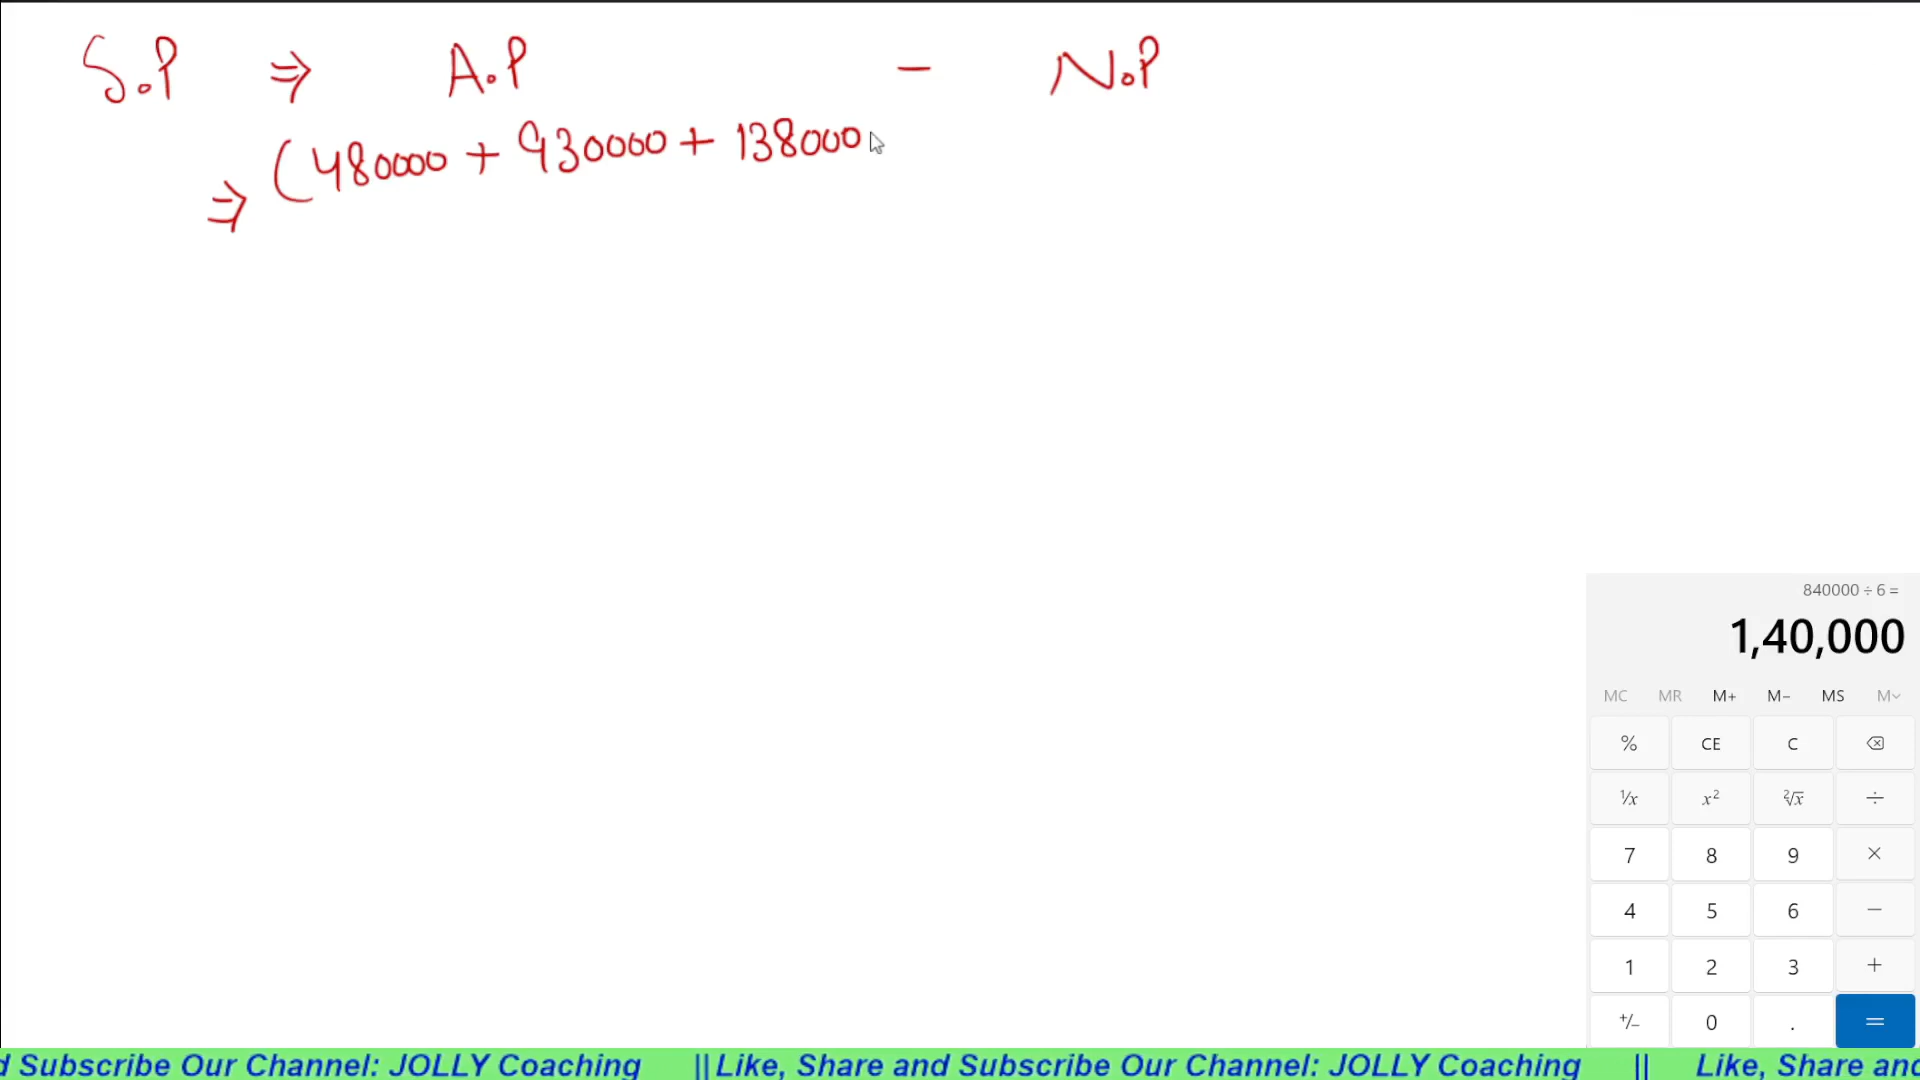 S.P ⇒ A.P - N.P
⇒ (480000 + 930000 + 138000
840000 ÷ 6 =
1,40,000
MC MR M+ M- MS M˅
% CE C ⌫
¹/x x² ²√x ÷
7 8 9 ×
4 5 6 −
1 2 3 +
+/− 0 . =
d Subscribe Our Channel: JOLLY Coaching || Like, Share and Subscribe Our Channel: JOLLY Coaching || Like, Share and